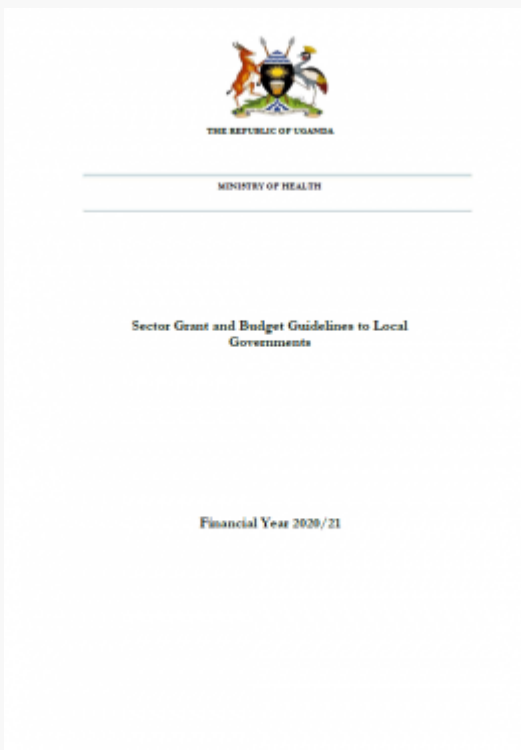 THE REPUBLIC OF UGANDA
MINISTRY OF HEALTH
Sector Grant and Budget Guidelines to Local
Governments
Financial Year 2020/21